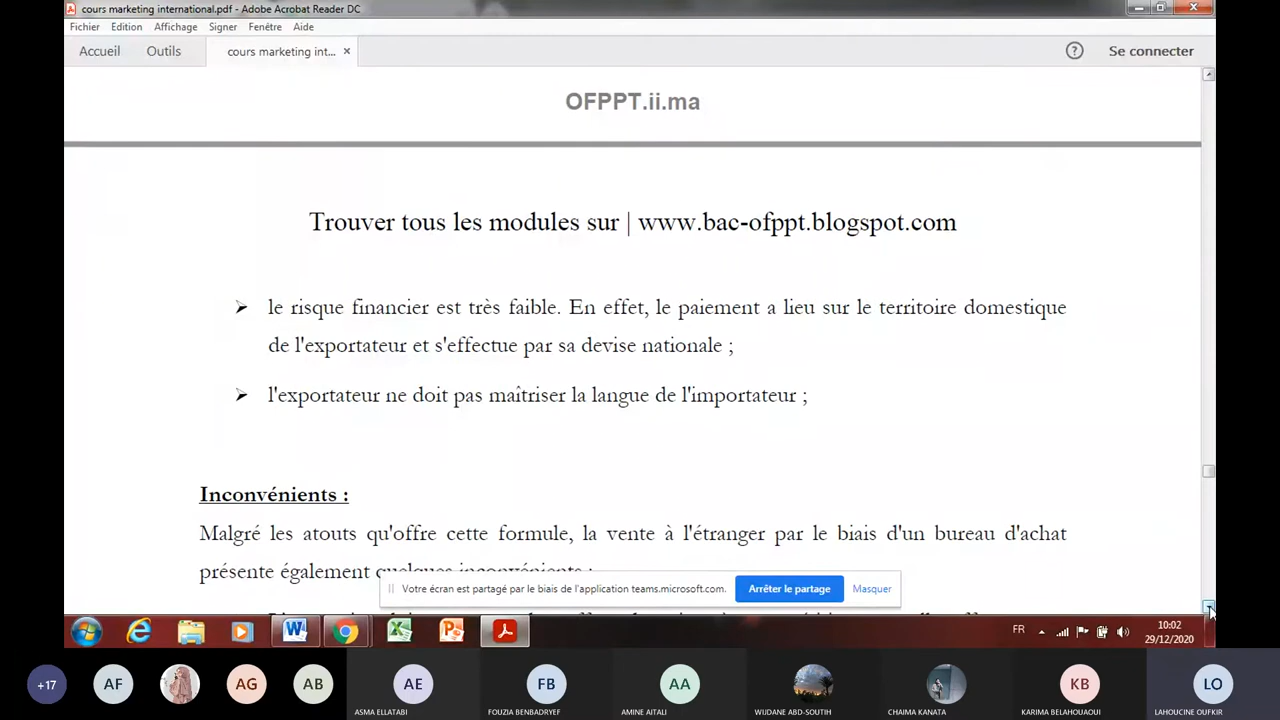 cours marketing international.pdf - Adobe Acrobat Reader DC
Fichier Edition Affichage Signer Fenêtre Aide
Accueil Outils cours marketing int... × ? Se connecter
OFPPT.ii.ma
Trouver tous les modules sur | www.bac-ofppt.blogspot.com
➢ le risque financier est très faible. En effet, le paiement a lieu sur le territoire domestique
de l'exportateur et s'effectue par sa devise nationale ;
➢ l'exportateur ne doit pas maîtriser la langue de l'importateur ;
Inconvénients :
Malgré les atouts qu'offre cette formule, la vente à l'étranger par le biais d'un bureau d'achat
présente également quelques inconvénients :
Votre écran est partagé par le biais de l'application teams.microsoft.com. Arrêter le partage Masquer
FR 10:02
29/12/2020
+17 AF AG AB AE FB AA KB LO
ASMA ELLATABI FOUZIA BENBADRYEF AMINE AITALI WIJDANE ABD-SOUTIH CHAIMA KANATA KARIMA BELAHOUAOUI LAHOUCINE OUFKIR